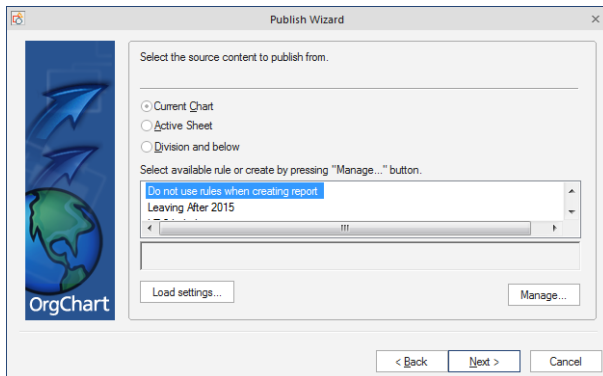 Publish Wizard
Select the source content to publish from.
Current Chart
Active Sheet
Division and below
Select available rule or create by pressing "Manage..." button.
Do not use rules when creating report
Leaving After 2015
Load settings...
Manage...
OrgChart
< Back
Next >
Cancel